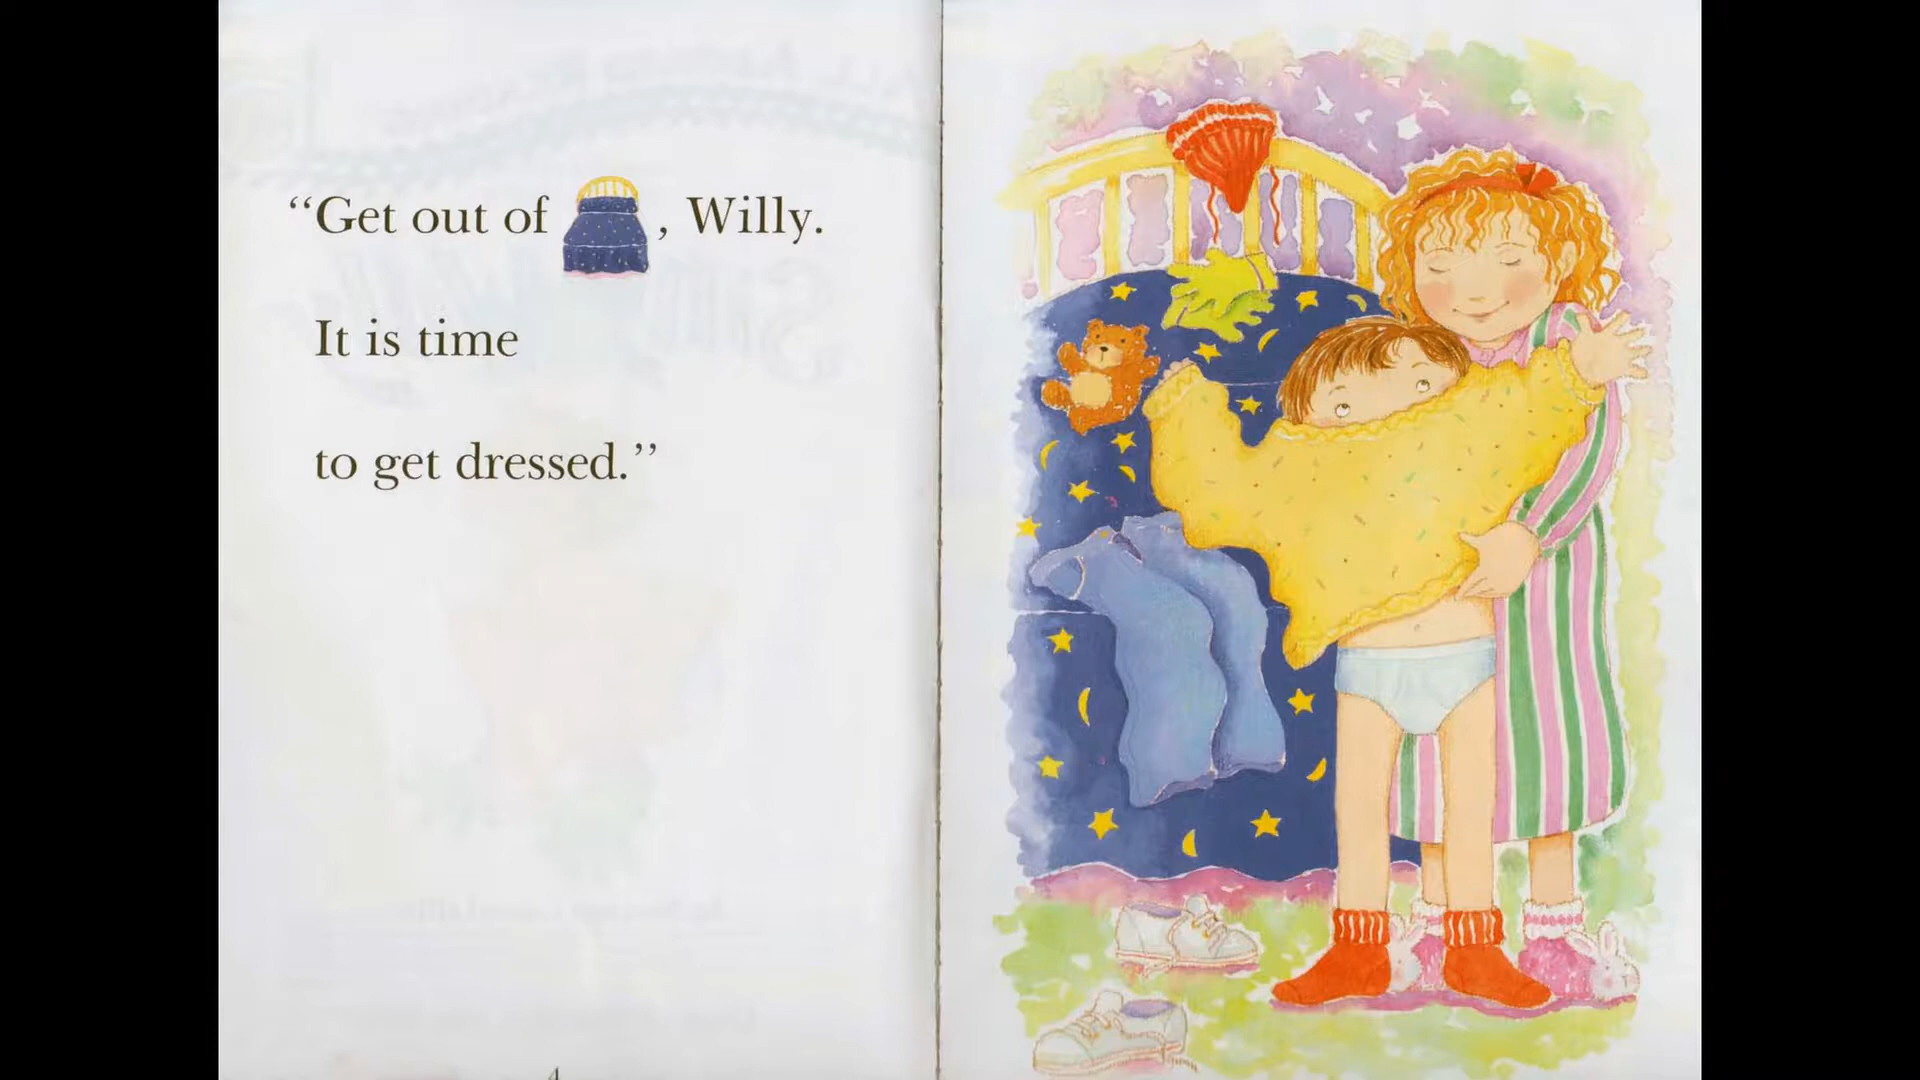 “Get out of , Willy.
It is time
to get dressed.”